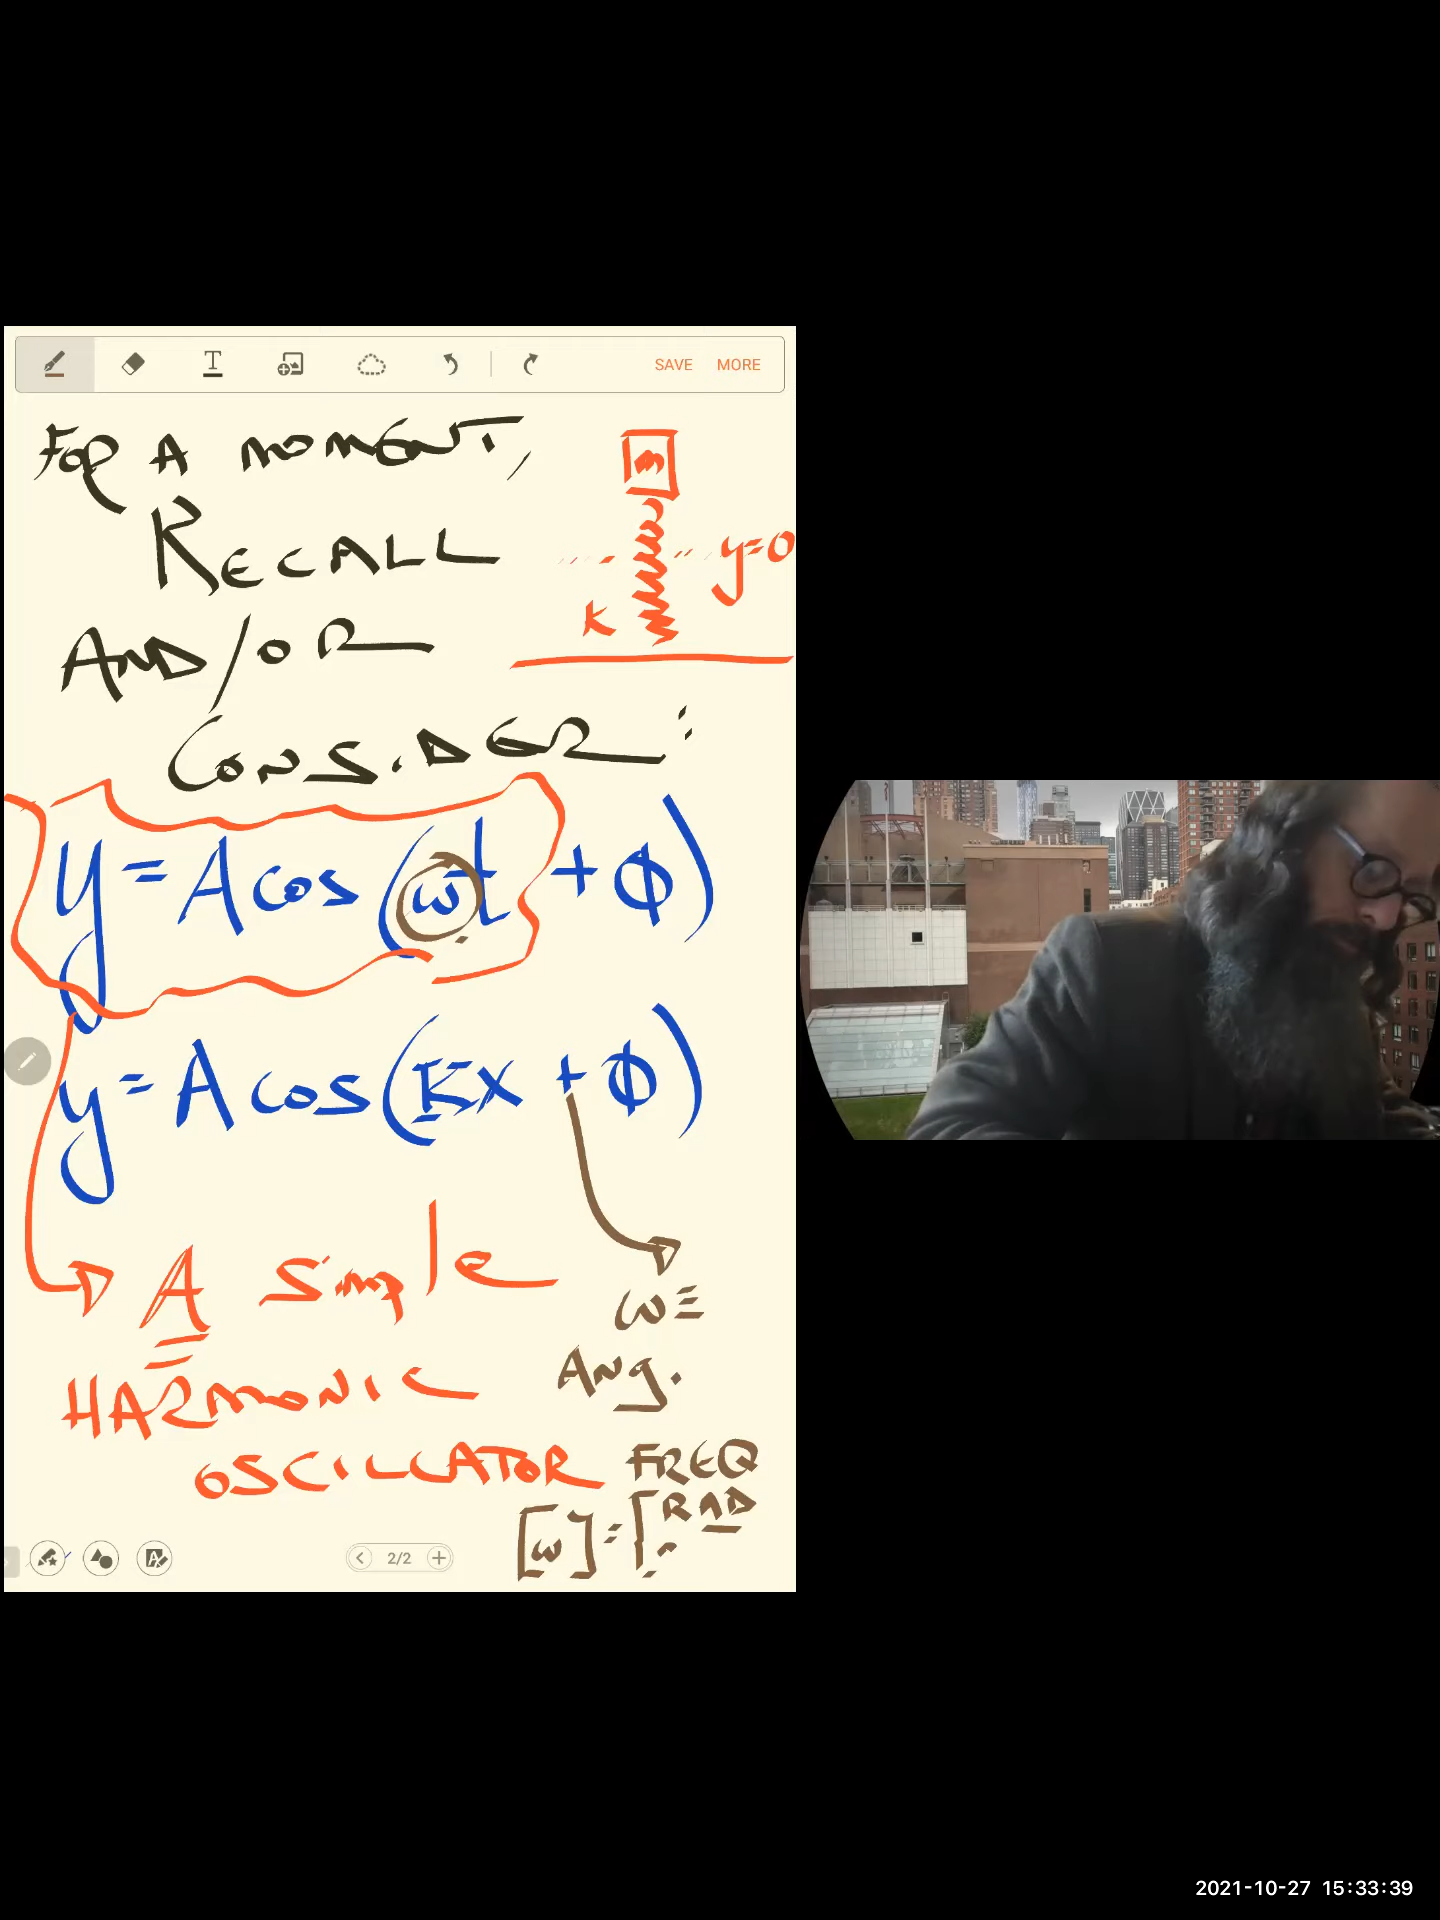 T
SAVE MORE
FOR A MOMENT,
RECALL
AND/OR
CONSIDER:
m
y=0
k
y = A cos(ωt + φ)
y = A cos(kx + φ)
A simple
HARMONIC
OSCILLATOR
ω ≡
Ang.
FREQ
[ω] = [RAD
2/2
2021-10-27 15:33:39